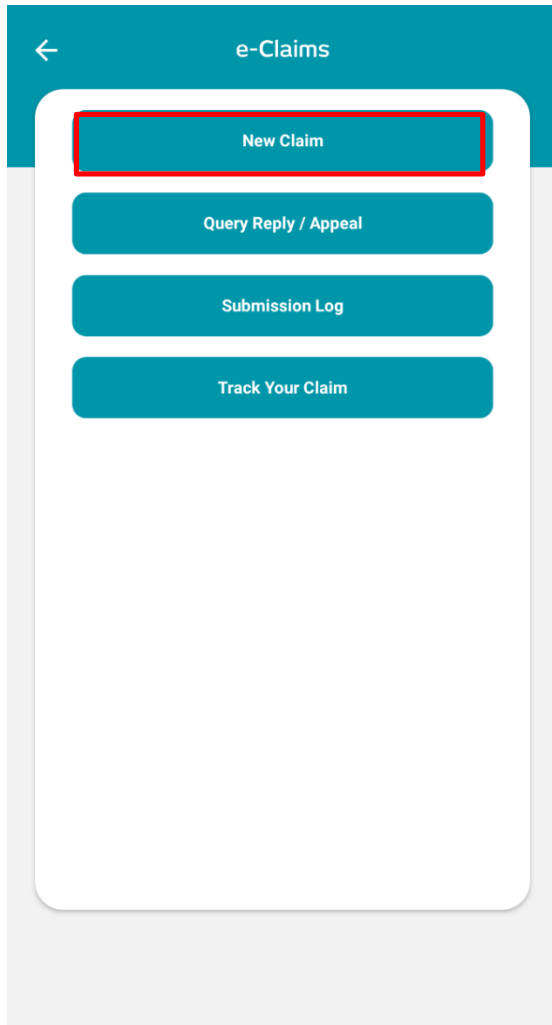 e-Claims
New Claim
Query Reply / Appeal
Submission Log
Track Your Claim